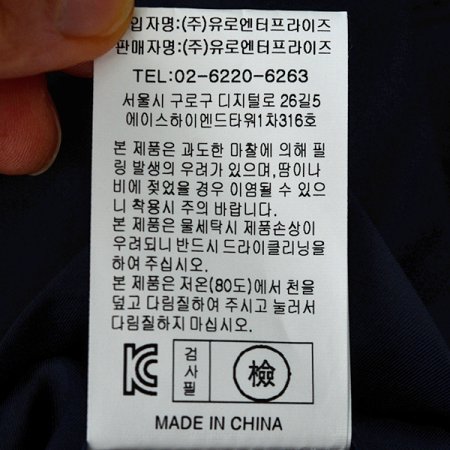 입자명:(주)유로엔터프라이즈
판매자명:(주)유로엔터프라이즈
TEL:02-6220-6263
서울시 구로구 디지털로 26길5
에이스하이엔드타워1차316호
본 제품은 과도한 마찰에 의해 필
링 발생의 우려가 있으며,땀이나
비에 젖었을 경우 이염될 수 있으
니 착용시 주의 바랍니다.
본 제품은 물세탁시 제품손상이
우려되니 반드시 드라이클리닝을
하여 주십시오.
본 제품은 저온(80도)에서 천을
덮고 다림질하여 주시고 눌러서
다림질하지 마십시오.
KC 검사필 檢
MADE IN CHINA